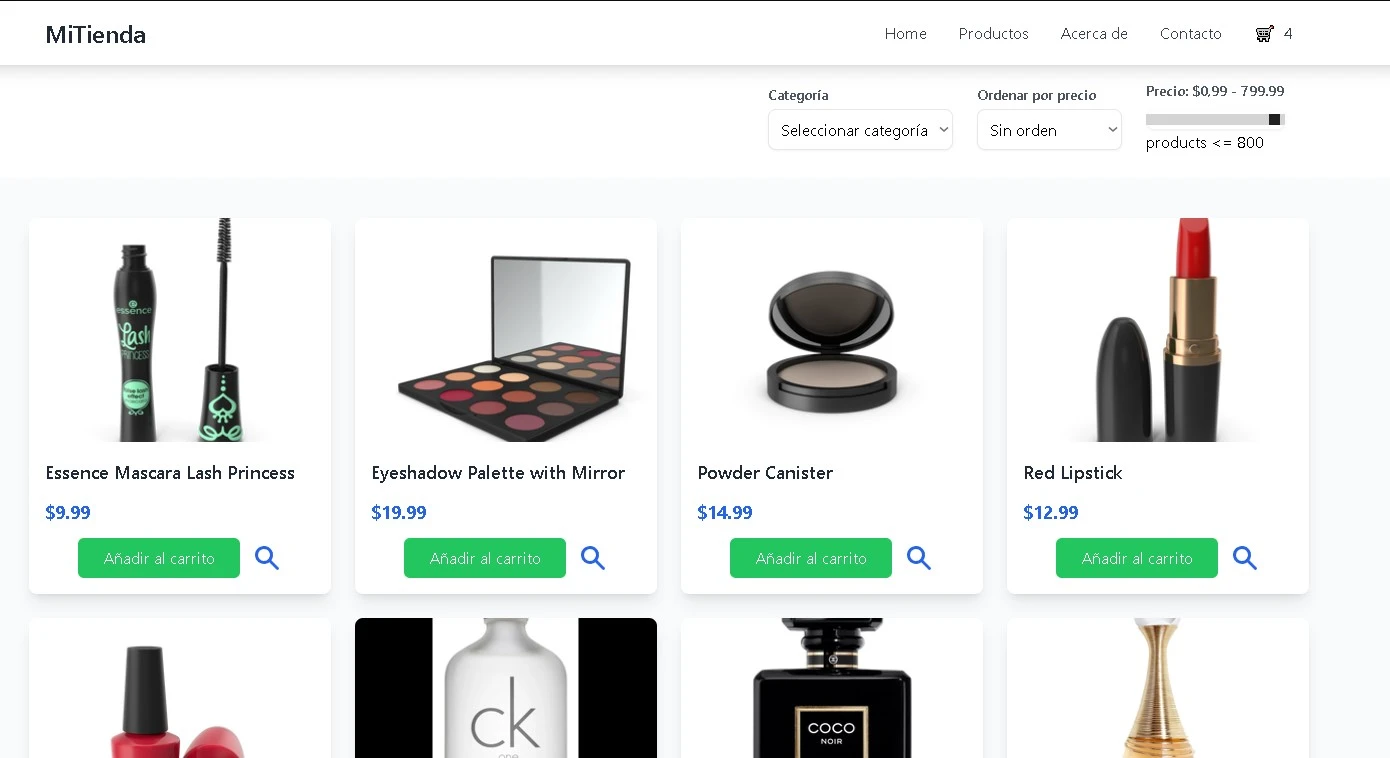 MiTienda
Home Productos Acerca de Contacto 4
Categoría
Seleccionar categoría
Ordenar por precio
Sin orden
Precio: $0,99 - 799.99
products <= 800
essence
Lash
PRINCESS
Essence Mascara Lash Princess
$9.99
Añadir al carrito
Eyeshadow Palette with Mirror
$19.99
Añadir al carrito
Powder Canister
$14.99
Añadir al carrito
Red Lipstick
$12.99
Añadir al carrito
ck
one
COCO
NOIR